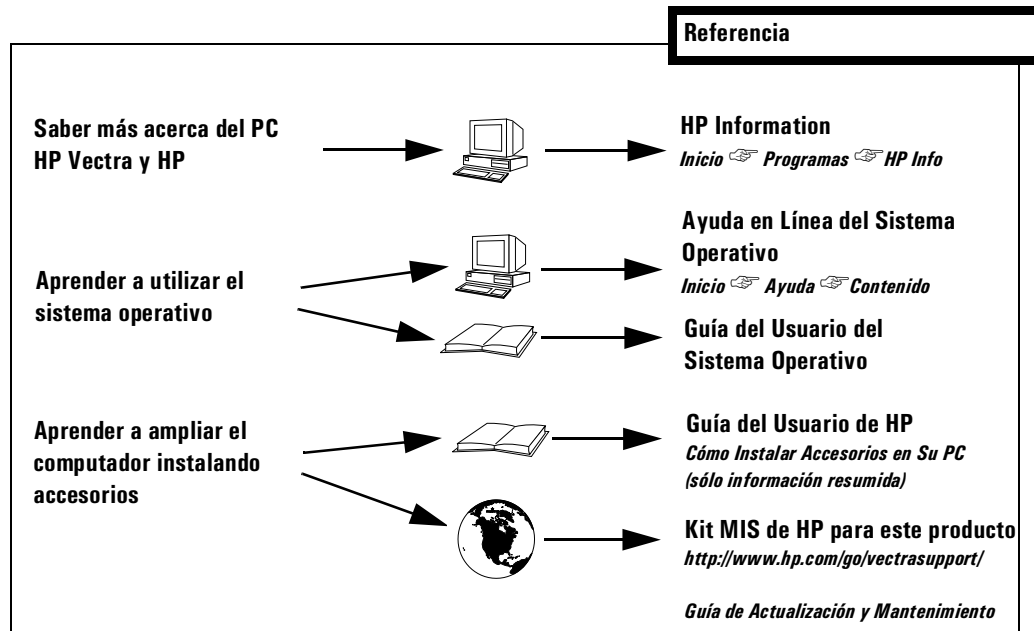 Referencia
Saber más acerca del PC
HP Vectra y HP
HP Information
Inicio ☞ Programas ☞ HP Info
Aprender a utilizar el
sistema operativo
Ayuda en Línea del Sistema
Operativo
Inicio ☞ Ayuda ☞ Contenido
Guía del Usuario del
Sistema Operativo
Aprender a ampliar el
computador instalando
accesorios
Guía del Usuario de HP
Cómo Instalar Accesorios en Su PC
(sólo información resumida)
Kit MIS de HP para este producto
http://www.hp.com/go/vectrasupport/
Guía de Actualización y Mantenimiento